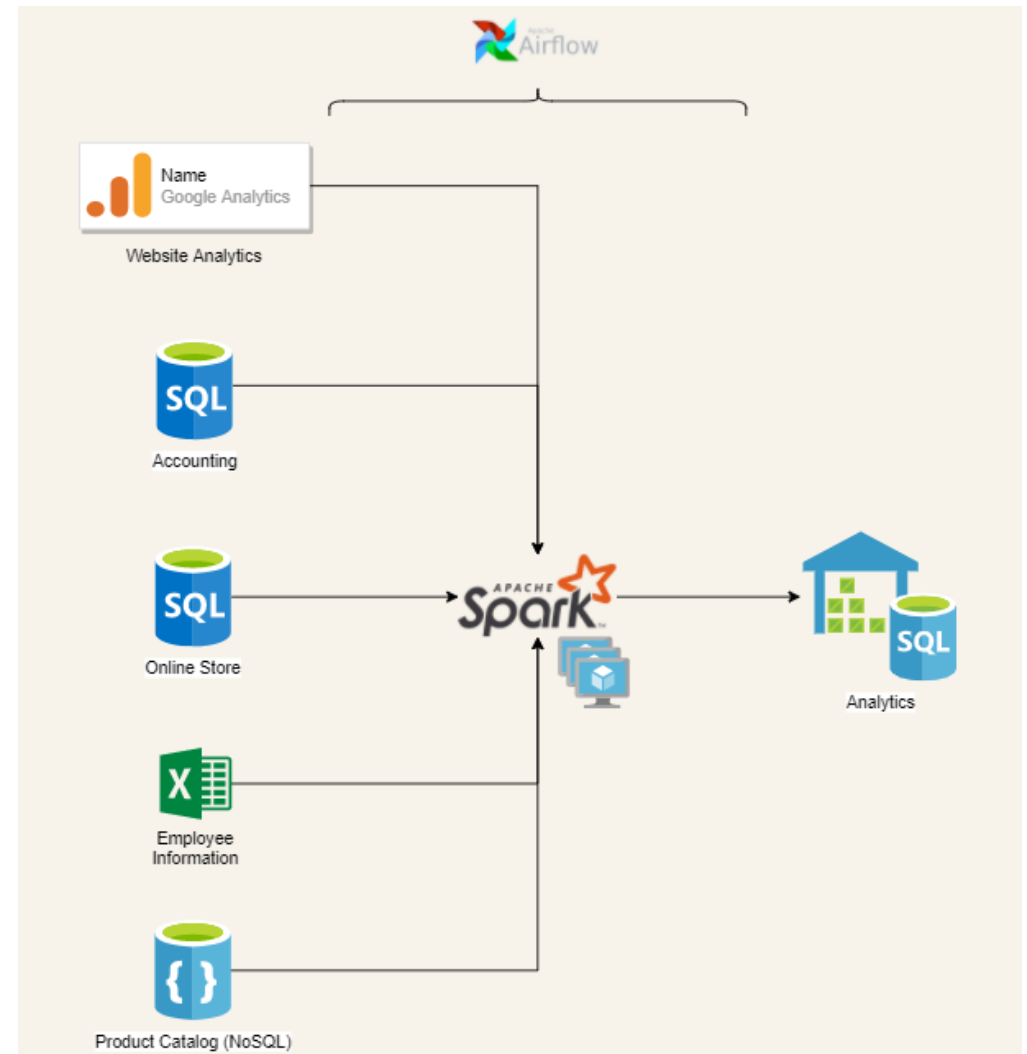 APACHE
Airflow
Name
Google Analytics
Website Analytics
SQL
Accounting
SQL
Online Store
APACHE
Spark
SQL
Analytics
X
Employee
Information
{ }
Product Catalog (NoSQL)